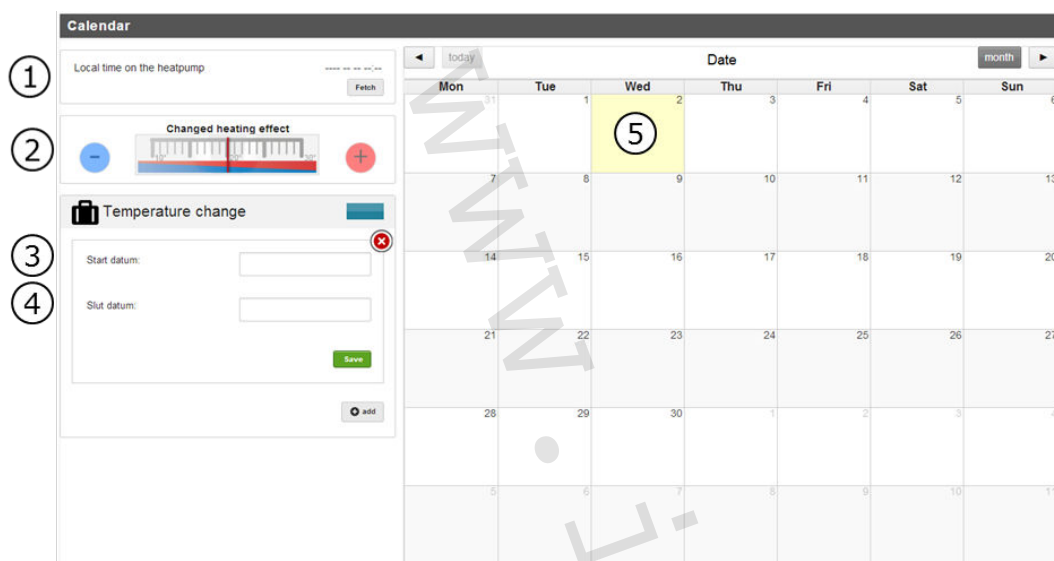 Calendar
1
Local time on the heatpump
---- -- -- --:--
Fetch
2
Changed heating effect
−
10° 20° 30°
+
Temperature change
3
Start datum:
4
Slut datum:
Save
add
today
Date
month
Mon Tue Wed Thu Fri Sat Sun
31 1 2 3 4 5 6
5
7 8 9 10 11 12 13
14 15 16 17 18 19 20
21 22 23 24 25 26 27
28 29 30 1 2 3 4
5 6 7 8 9 10 11
www.